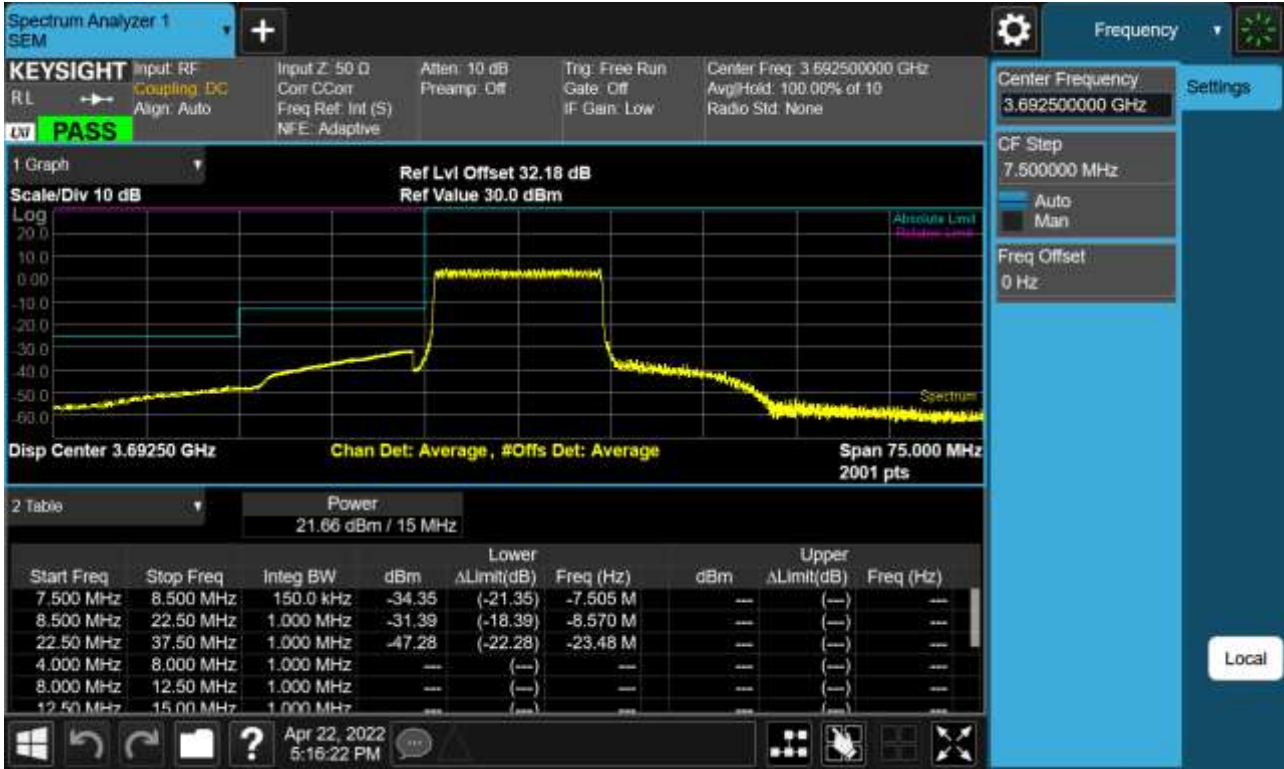 Spectrum Analyzer 1
SEM
Frequency
KEYSIGHT
RL
LXI
PASS
Input: RF
Coupling: DC
Align: Auto
Input Z: 50 Ω
Corr CCorr
Freq Ref: Int (S)
NFE: Adaptive
Atten: 10 dB
Preamp: Off
Trig: Free Run
Gate: Off
IF Gain: Low
Center Freq: 3.692500000 GHz
Avg|Hold: 100.00% of 10
Radio Std: None
Center Frequency
3.692500000 GHz
Settings
CF Step
7.500000 MHz
Auto
Man
Freq Offset
0 Hz
1 Graph
Scale/Div 10 dB
Ref Lvl Offset 32.18 dB
Ref Value 30.0 dBm
Log
Absolute Limit
Relative Limit
20.0
10.0
0.00
-10.0
-20.0
-30.0
-40.0
-50.0
-60.0
Spectrum
Disp Center 3.69250 GHz
Chan Det: Average, #Offs Det: Average
Span 75.000 MHz
2001 pts
2 Table
Power
21.66 dBm / 15 MHz
Lower Upper
Start Freq Stop Freq Integ BW dBm ΔLimit(dB) Freq (Hz) dBm ΔLimit(dB) Freq (Hz)
7.500 MHz 8.500 MHz 150.0 kHz -34.35 (-21.35) -7.505 M --- (---) ---
8.500 MHz 22.50 MHz 1.000 MHz -31.39 (-18.39) -8.570 M --- (---) ---
22.50 MHz 37.50 MHz 1.000 MHz -47.28 (-22.28) -23.48 M --- (---) ---
4.000 MHz 8.000 MHz 1.000 MHz --- (---) --- --- (---) ---
8.000 MHz 12.50 MHz 1.000 MHz --- (---) --- --- (---) ---
12.50 MHz 15.00 MHz 1.000 MHz --- (---) --- --- (---) ---
Local
?
Apr 22, 2022
5:16:22 PM